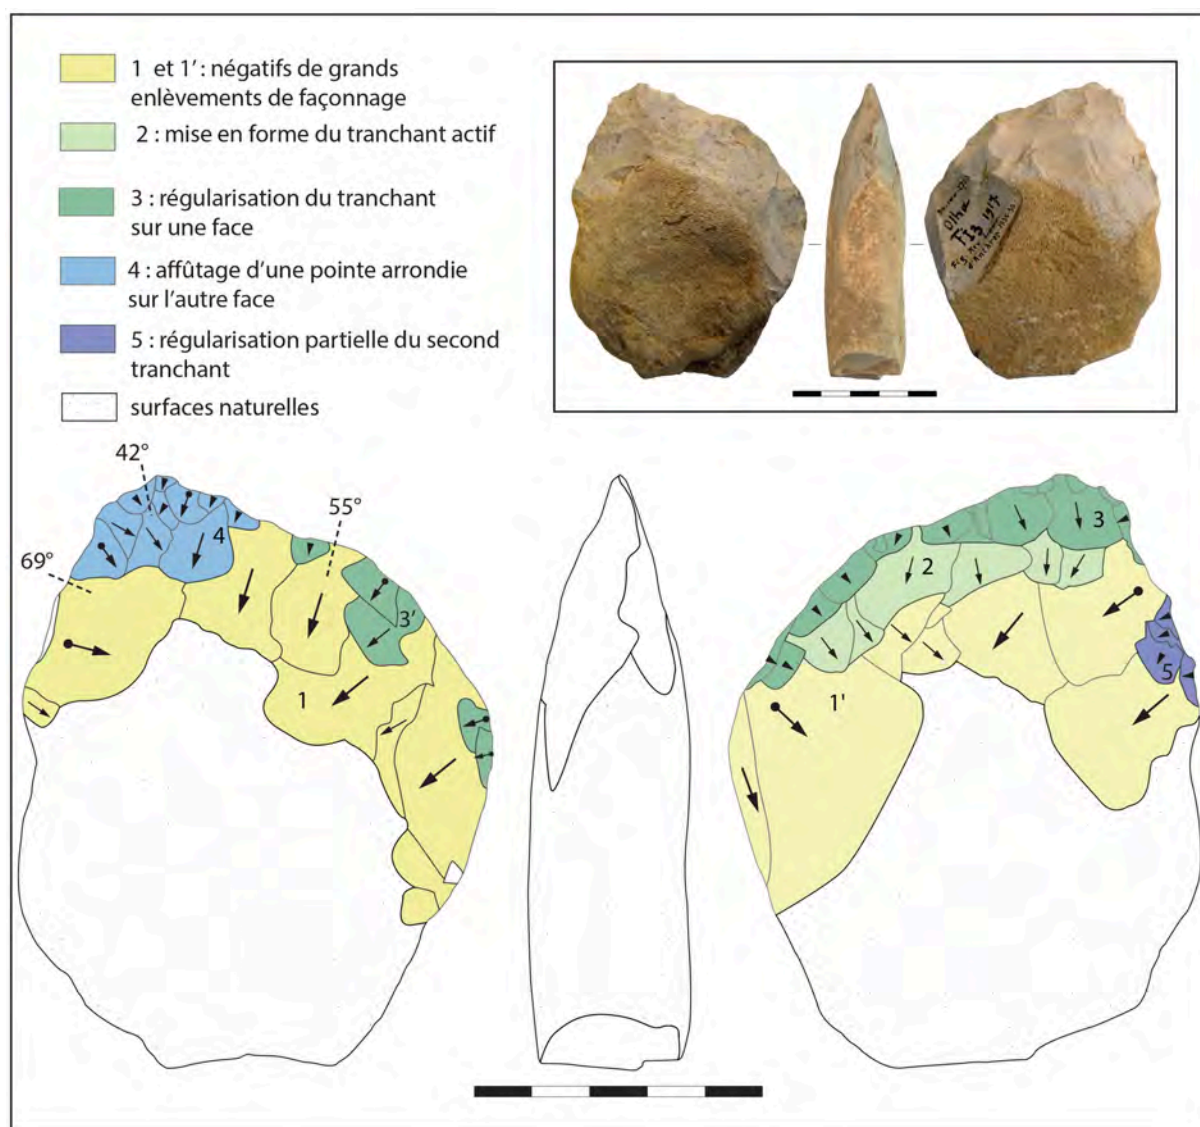 1 et 1' : négatifs de grands
enlèvements de façonnage
2 : mise en forme du tranchant actif
3 : régularisation du tranchant
sur une face
4 : affûtage d'une pointe arrondie
sur l'autre face
5 : régularisation partielle du second
tranchant
surfaces naturelles
Olha
1917
42°
55°
69°
4
3'
1
3
2
5
1'